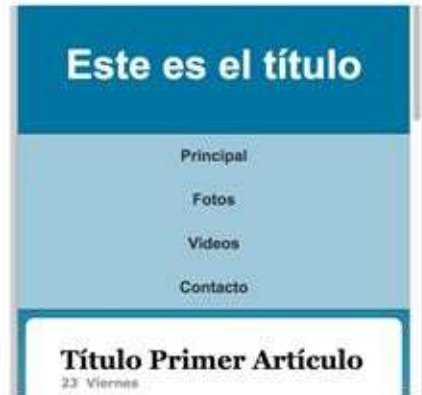 Este es el título
Principal
Fotos
Videos
Contacto
Título Primer Artículo
23 Viernes